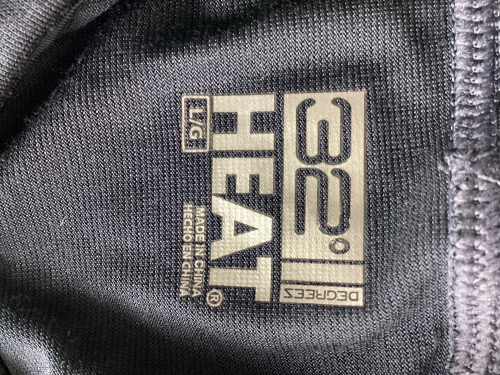 32°
DEGREES
HEAT®
L/G
MADE IN CHINA
HECHO EN CHINA